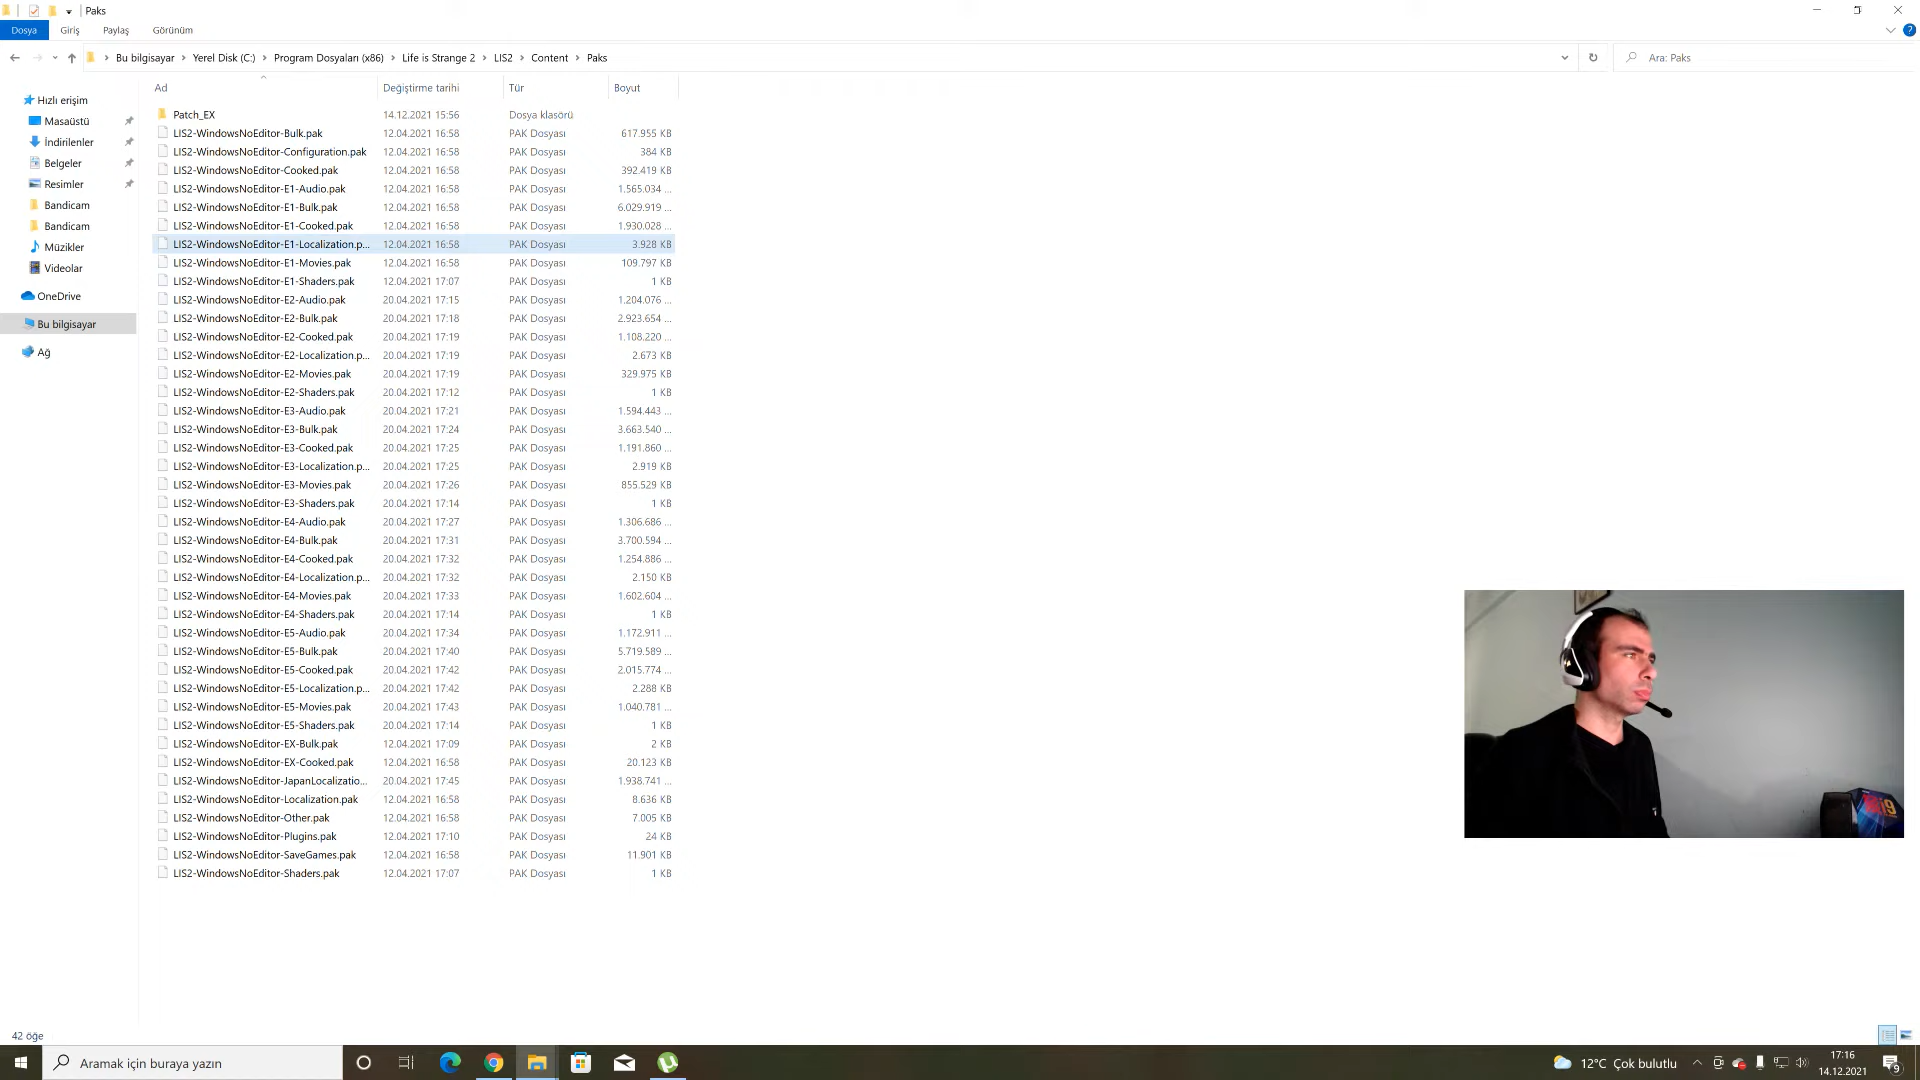 Paks
Dosya Giriş Paylaş Görünüm
Bu bilgisayar Yerel Disk (C:) Program Dosyaları (x86) Life is Strange 2 LIS2 Content Paks
Ara: Paks
Ad Değiştirme tarihi Tür Boyut
Hızlı erişim
Masaüstü
İndirilenler
Belgeler
Resimler
Bandicam
Bandicam
Müzikler
Videolar
OneDrive
Bu bilgisayar
Ağ
Patch_EX 14.12.2021 15:56 Dosya klasörü
LIS2-WindowsNoEditor-Bulk.pak 12.04.2021 16:58 PAK Dosyası 617.955 KB
LIS2-WindowsNoEditor-Configuration.pak 12.04.2021 16:58 PAK Dosyası 384 KB
LIS2-WindowsNoEditor-Cooked.pak 12.04.2021 16:58 PAK Dosyası 392.419 KB
LIS2-WindowsNoEditor-E1-Audio.pak 12.04.2021 16:58 PAK Dosyası 1.565.034 ...
LIS2-WindowsNoEditor-E1-Bulk.pak 12.04.2021 16:58 PAK Dosyası 6.029.919 ...
LIS2-WindowsNoEditor-E1-Cooked.pak 12.04.2021 16:58 PAK Dosyası 1.930.028 ...
LIS2-WindowsNoEditor-E1-Localization.p... 12.04.2021 16:58 PAK Dosyası 3.928 KB
LIS2-WindowsNoEditor-E1-Movies.pak 12.04.2021 16:58 PAK Dosyası 109.797 KB
LIS2-WindowsNoEditor-E1-Shaders.pak 12.04.2021 17:07 PAK Dosyası 1 KB
LIS2-WindowsNoEditor-E2-Audio.pak 20.04.2021 17:15 PAK Dosyası 1.204.076 ...
LIS2-WindowsNoEditor-E2-Bulk.pak 20.04.2021 17:18 PAK Dosyası 2.923.654 ...
LIS2-WindowsNoEditor-E2-Cooked.pak 20.04.2021 17:19 PAK Dosyası 1.108.220 ...
LIS2-WindowsNoEditor-E2-Localization.p... 20.04.2021 17:19 PAK Dosyası 2.673 KB
LIS2-WindowsNoEditor-E2-Movies.pak 20.04.2021 17:19 PAK Dosyası 329.975 KB
LIS2-WindowsNoEditor-E2-Shaders.pak 20.04.2021 17:12 PAK Dosyası 1 KB
LIS2-WindowsNoEditor-E3-Audio.pak 20.04.2021 17:21 PAK Dosyası 1.594.443 ...
LIS2-WindowsNoEditor-E3-Bulk.pak 20.04.2021 17:24 PAK Dosyası 3.663.540 ...
LIS2-WindowsNoEditor-E3-Cooked.pak 20.04.2021 17:25 PAK Dosyası 1.191.860 ...
LIS2-WindowsNoEditor-E3-Localization.p... 20.04.2021 17:25 PAK Dosyası 2.919 KB
LIS2-WindowsNoEditor-E3-Movies.pak 20.04.2021 17:26 PAK Dosyası 855.529 KB
LIS2-WindowsNoEditor-E3-Shaders.pak 20.04.2021 17:14 PAK Dosyası 1 KB
LIS2-WindowsNoEditor-E4-Audio.pak 20.04.2021 17:27 PAK Dosyası 1.306.686 ...
LIS2-WindowsNoEditor-E4-Bulk.pak 20.04.2021 17:31 PAK Dosyası 3.700.594 ...
LIS2-WindowsNoEditor-E4-Cooked.pak 20.04.2021 17:32 PAK Dosyası 1.254.886 ...
LIS2-WindowsNoEditor-E4-Localization.p... 20.04.2021 17:32 PAK Dosyası 2.150 KB
LIS2-WindowsNoEditor-E4-Movies.pak 20.04.2021 17:33 PAK Dosyası 1.602.604 ...
LIS2-WindowsNoEditor-E4-Shaders.pak 20.04.2021 17:14 PAK Dosyası 1 KB
LIS2-WindowsNoEditor-E5-Audio.pak 20.04.2021 17:34 PAK Dosyası 1.172.911 ...
LIS2-WindowsNoEditor-E5-Bulk.pak 20.04.2021 17:40 PAK Dosyası 5.719.589 ...
LIS2-WindowsNoEditor-E5-Cooked.pak 20.04.2021 17:42 PAK Dosyası 2.015.774 ...
LIS2-WindowsNoEditor-E5-Localization.p... 20.04.2021 17:42 PAK Dosyası 2.288 KB
LIS2-WindowsNoEditor-E5-Movies.pak 20.04.2021 17:43 PAK Dosyası 1.040.781 ...
LIS2-WindowsNoEditor-E5-Shaders.pak 20.04.2021 17:14 PAK Dosyası 1 KB
LIS2-WindowsNoEditor-EX-Bulk.pak 12.04.2021 17:09 PAK Dosyası 2 KB
LIS2-WindowsNoEditor-EX-Cooked.pak 12.04.2021 16:58 PAK Dosyası 20.123 KB
LIS2-WindowsNoEditor-JapanLocalizatio... 20.04.2021 17:45 PAK Dosyası 1.938.741 ...
LIS2-WindowsNoEditor-Localization.pak 12.04.2021 16:58 PAK Dosyası 8.636 KB
LIS2-WindowsNoEditor-Other.pak 12.04.2021 16:58 PAK Dosyası 7.005 KB
LIS2-WindowsNoEditor-Plugins.pak 12.04.2021 17:10 PAK Dosyası 24 KB
LIS2-WindowsNoEditor-SaveGames.pak 12.04.2021 16:58 PAK Dosyası 11.901 KB
LIS2-WindowsNoEditor-Shaders.pak 12.04.2021 17:07 PAK Dosyası 1 KB
i9
42 öğe
Aramak için buraya yazın
12°C Çok bulutlu
17:16
14.12.2021
9